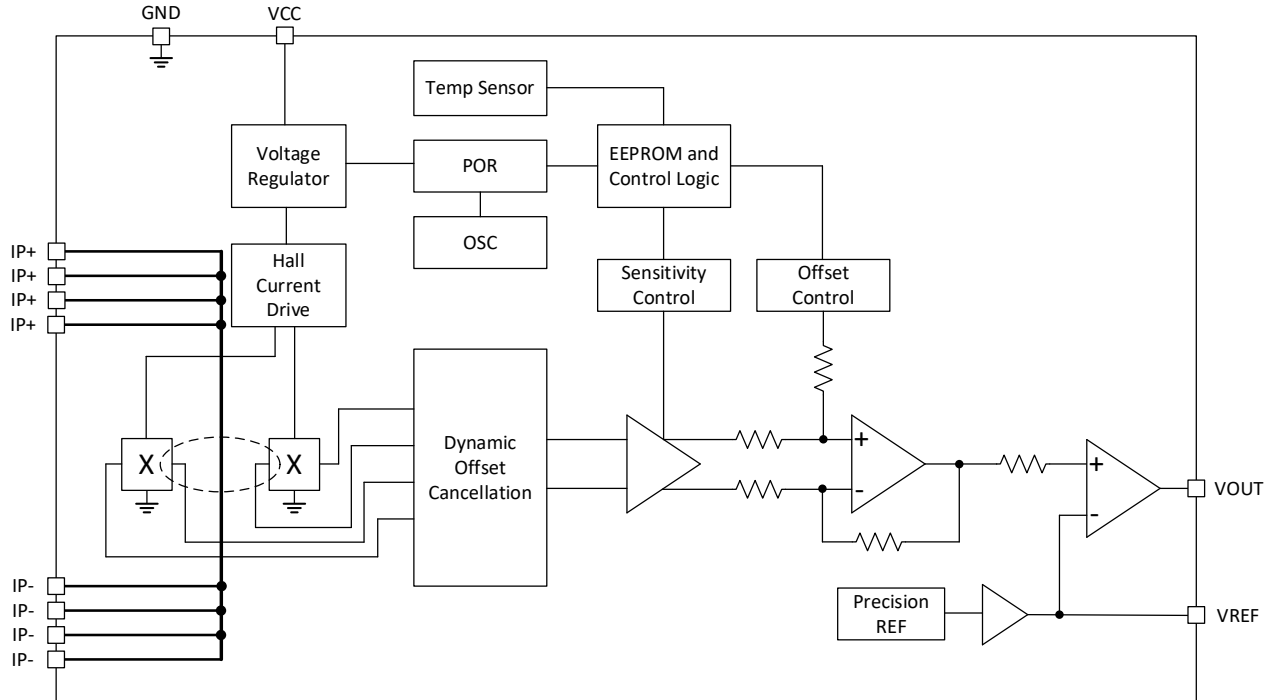 GND
VCC
Temp Sensor
Voltage
Regulator
POR
EEPROM and
Control Logic
OSC
IP+
IP+
IP+
IP+
Hall
Current
Drive
Sensitivity
Control
Offset
Control
X
X
Dynamic
Offset
Cancellation
+
-
+
-
VOUT
IP-
IP-
IP-
IP-
Precision
REF
VREF